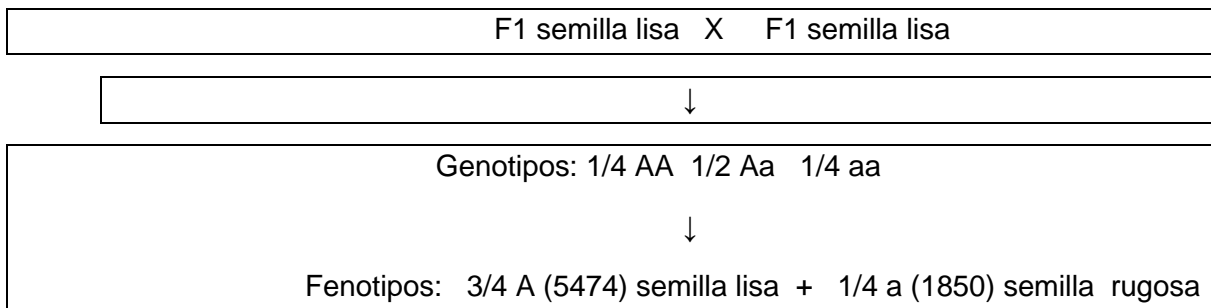 F1 semilla lisa X F1 semilla lisa
↓
Genotipos: 1/4 AA 1/2 Aa 1/4 aa
↓
Fenotipos: 3/4 A (5474) semilla lisa + 1/4 a (1850) semilla rugosa